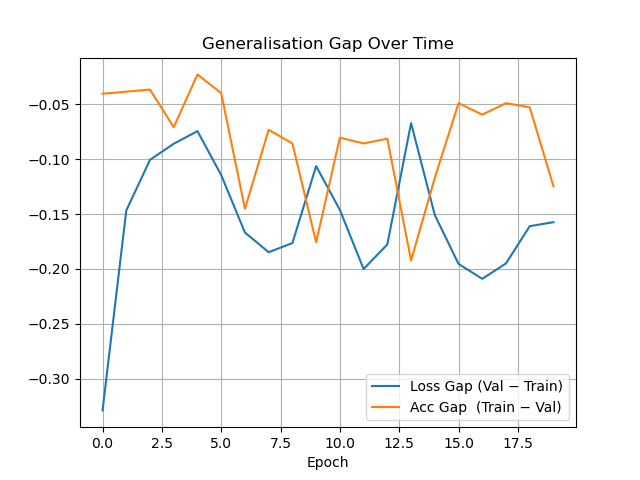 Generalisation Gap Over Time
−0.05
−0.10
−0.15
−0.20
−0.25
−0.30
Loss Gap (Val − Train)
Acc Gap  (Train − Val)
0.0 2.5 5.0 7.5 10.0 12.5 15.0 17.5
Epoch